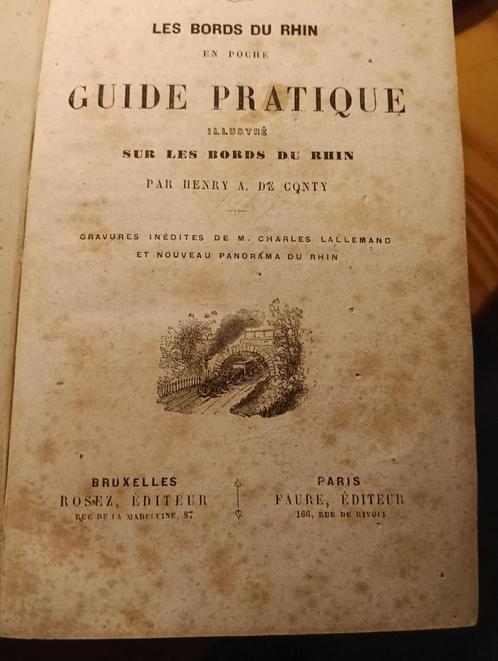 LES BORDS DU RHIN
EN POCHE
GUIDE PRATIQUE
ILLUSTRÉ
SUR LES BORDS DU RHIN
PAR HENRY A. DE CONTY
GRAVURES INÉDITES DE M. CHARLES LALLEMAND
ET NOUVEAU PANORAMA DU RHIN
BRUXELLES
ROSEZ, ÉDITEUR
RUE DE LA MADELEINE, 87
PARIS
FAURE, ÉDITEUR
166, RUE DE RIVOLI